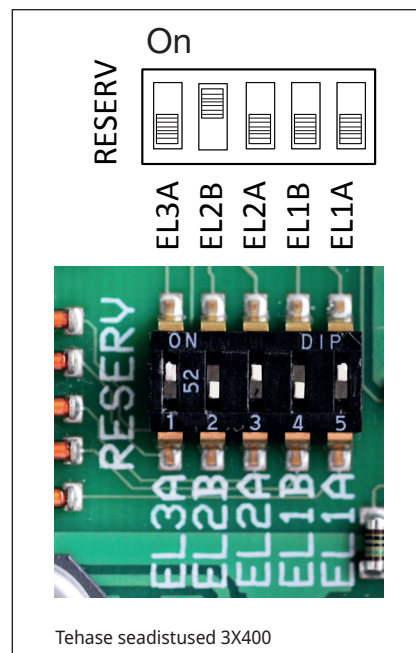 On
RESERV
EL3A
EL2B
EL2A
EL1B
EL1A
ON DIP
52
1 2 3 4 5
RESERV
EL3A
EL2B
EL2A
EL1B
EL1A
Tehase seadistused 3X400